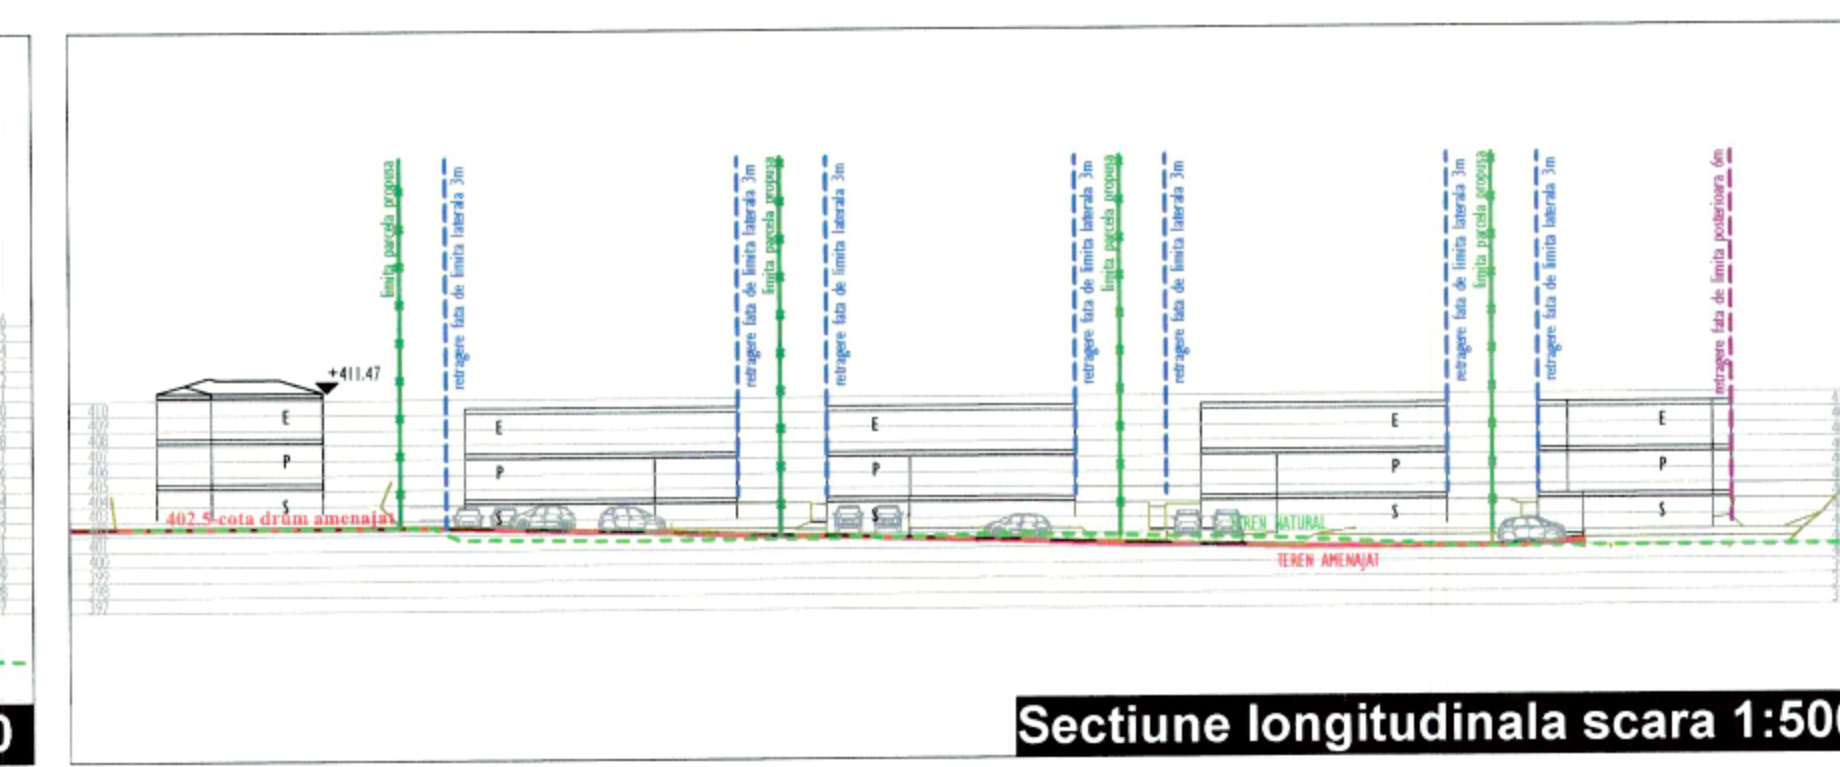 limita parcela propusa
retragere fata de limita laterala 3m
retragere fata de limita laterala 3m
limita parcela propusa
retragere fata de limita laterala 3m
retragere fata de limita laterala 3m
limita parcela propusa
retragere fata de limita laterala 3m
retragere fata de limita laterala 3m
limita parcela propusa
retragere fata de limita laterala 3m
retragere fata de limita posterioara 6m
+411.47
E
P
S
E
P
S
E
P
S
E
P
S
E
P
S
410
402.5 cota drum amenajat
TEREN NATURAL
TEREN AMENAJAT
397
0
Sectiune longitudinala scara 1:500